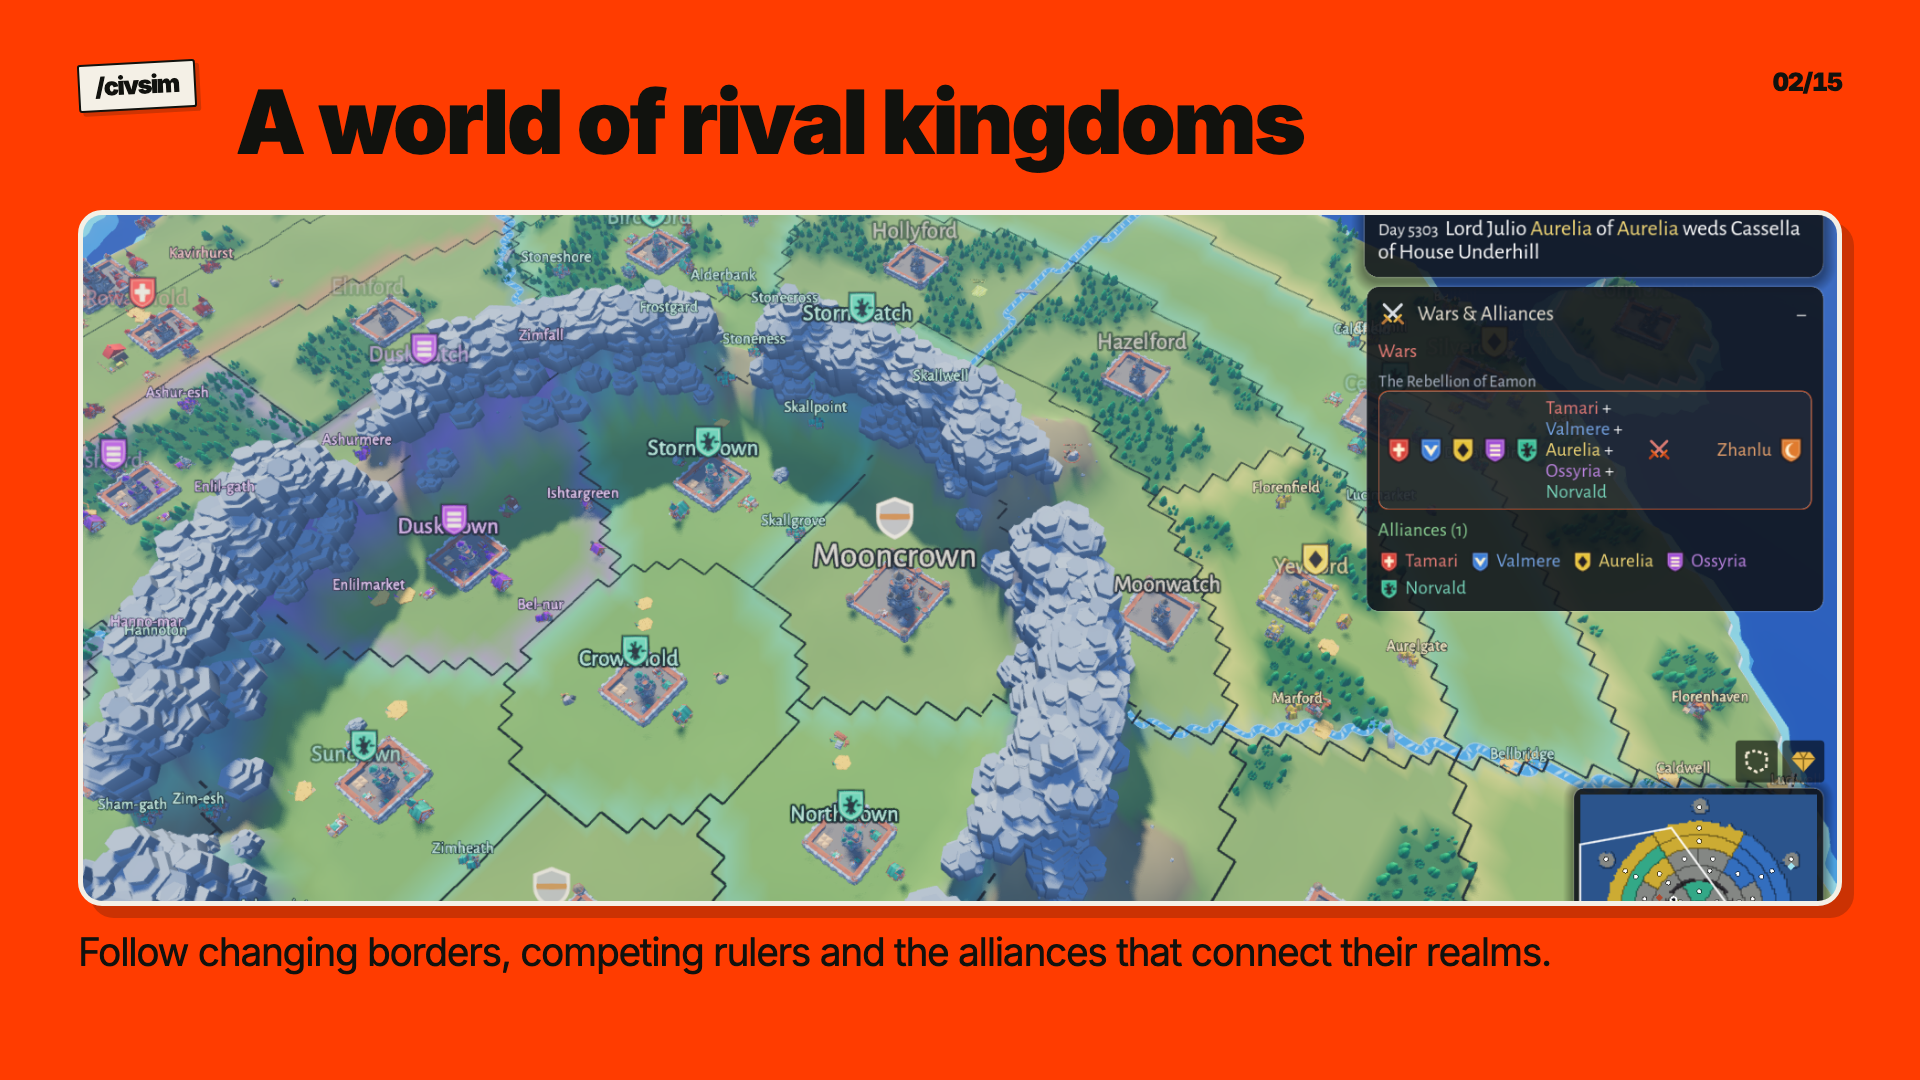 /civsim
A world of rival kingdoms
02/15
Kavirhurst
Elmford
Stoneshore
Hollyford
Alderbank
Stonecross
Frostgard
Zimfall
Stoneness
Skallwell
Hazelford
Ashur-esh
Skallpoint
Ashurmere
Enlil-gath
Ishtargreen
Skallgrove
Florenfield
Enlilmarket
Mooncrown
Moonwatch
Bel-nur
Hanno-mar
Hannoton
Aurelgate
Marford
Florenhaven
Bellbridge
Caldwell
Sham-gath
Zim-esh
Zimheath
Day 5303 Lord Julio Aurelia of Aurelia weds Cassella
of House Underhill
Wars & Alliances
–
Wars
The Rebellion of Eamon
Tamari +
Valmere +
Aurelia +
Ossyria +
Norvald
Zhanlu
Alliances (1)
Tamari Valmere Aurelia Ossyria
Norvald
Follow changing borders, competing rulers and the alliances that connect their realms.